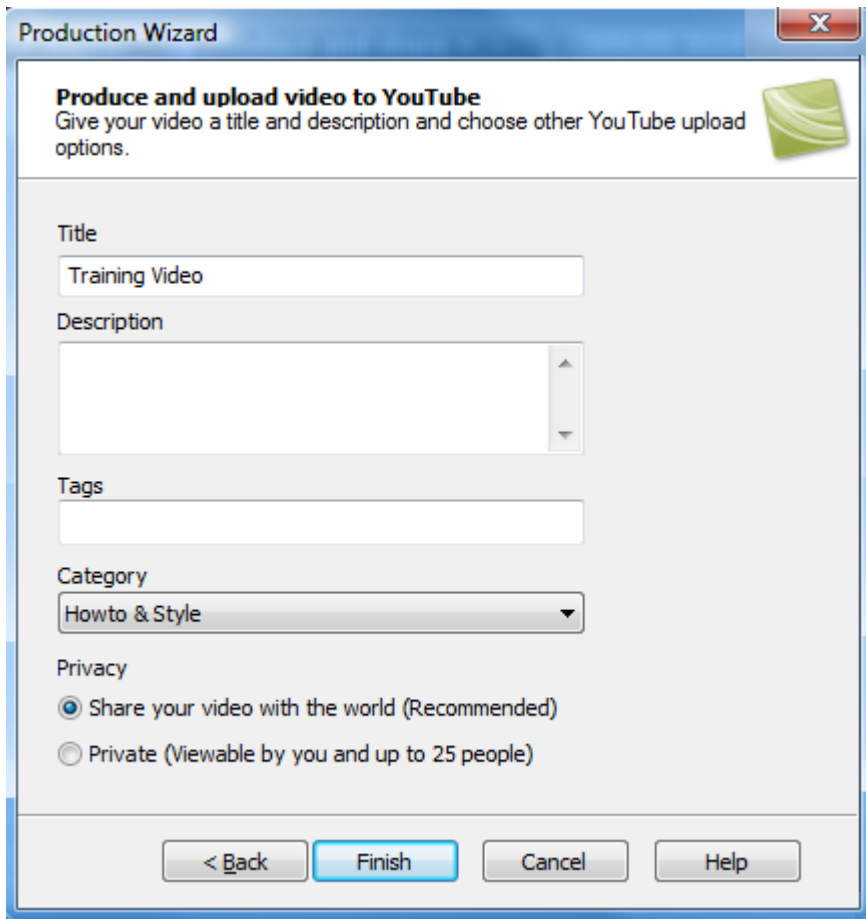 Production Wizard
Produce and upload video to YouTube
Give your video a title and description and choose other YouTube upload
options.
Title
Training Video
Description
Tags
Category
Howto & Style
Privacy
Share your video with the world (Recommended)
Private (Viewable by you and up to 25 people)
< Back Finish Cancel Help